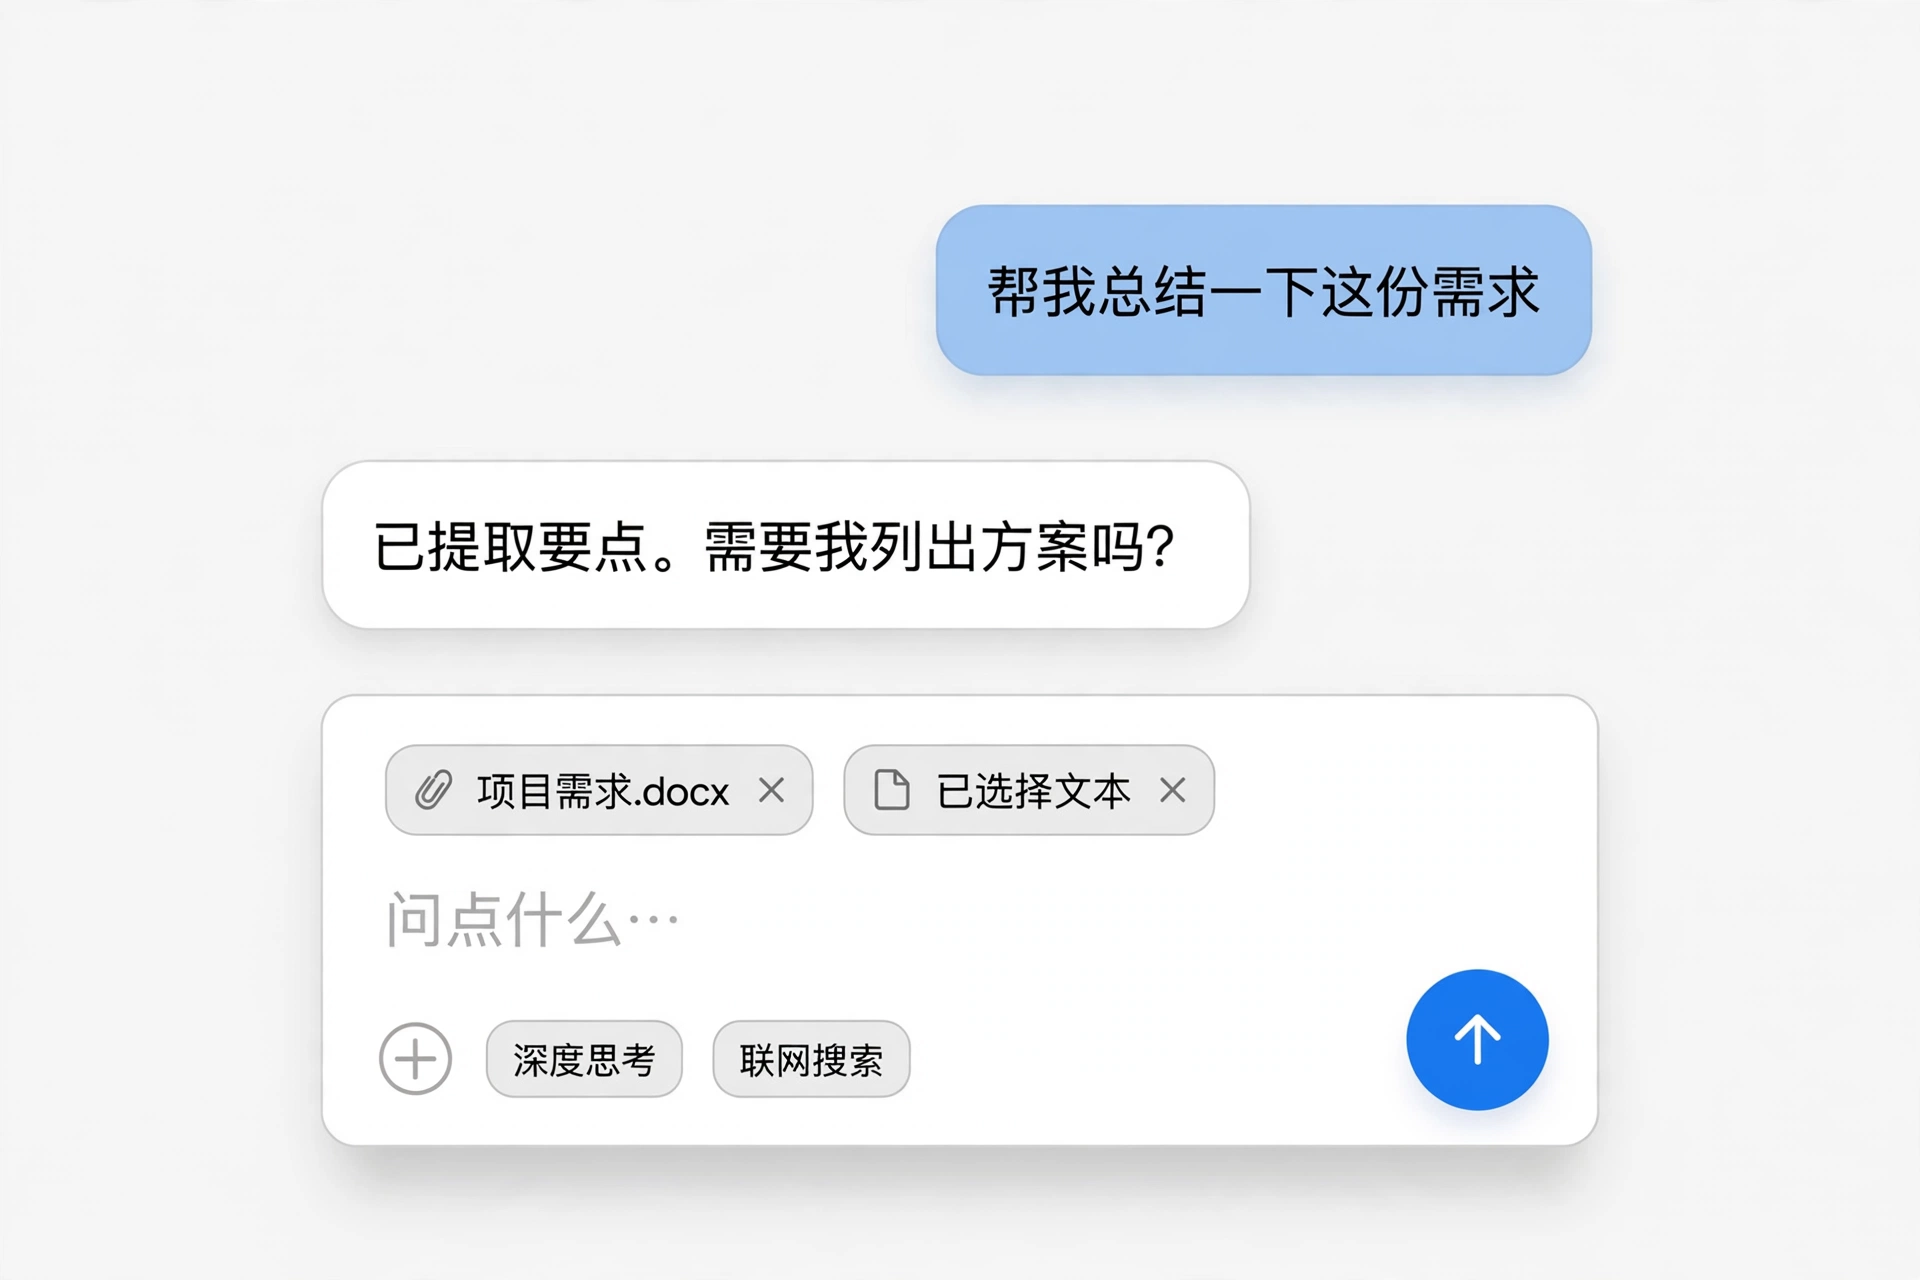 帮我总结一下这份需求
已提取要点。需要我列出方案吗？
项目需求.docx
已选择文本
问点什么…
深度思考
联网搜索